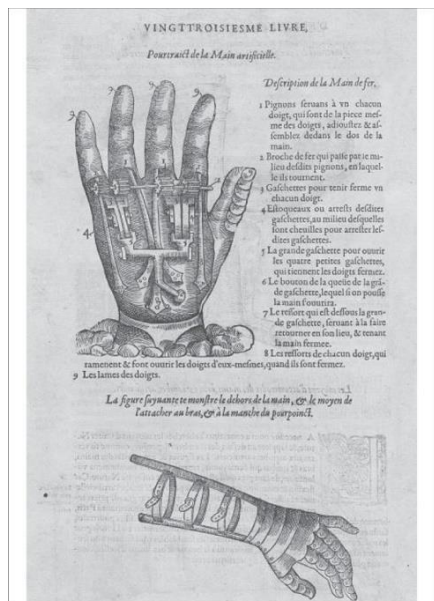 VINGTTROISIESME LIVRE,
Pourtraict de la Main artificielle.
Description de la Main de fer.
1 Pignons seruans à vn chacun
doigt, qui sont de la piece mes-
me des doigts, adioustez & as-
semblez dedans le dos de la
main.
2 Broche de fer qui passe par le mi-
lieu desdits pignons, en laquel-
le ils tournent.
3 Gaschettes pour tenir ferme vn
chacun doigt.
4 Estoqueaux ou arrests desdites
gaschettes, au milieu desquelles
sont cheuilles pour arrester les-
dites gaschettes.
5 La grande gaschette pour ouurir
les quatre petites gaschettes,
qui tiennent les doigts fermez.
6 Le bouton de la queuë de la grã-
de gaschette, lequel si on pousse
la main s'ouurira.
7 Le ressort qui est dessous la gran-
de gaschette, seruant à la faire
retourner en son lieu, & tenant
la main fermee.
8 Les ressorts de chacun doigt, qui
ramenent & font ouurir les doigts d'eux-mesmes, quand ils sont fermez.
9 Les lames des doigts.
La figure suyuante te monstre le dehors de la main, & le moyen de
l'attacher au bras, & à la manche du pourpoinct.